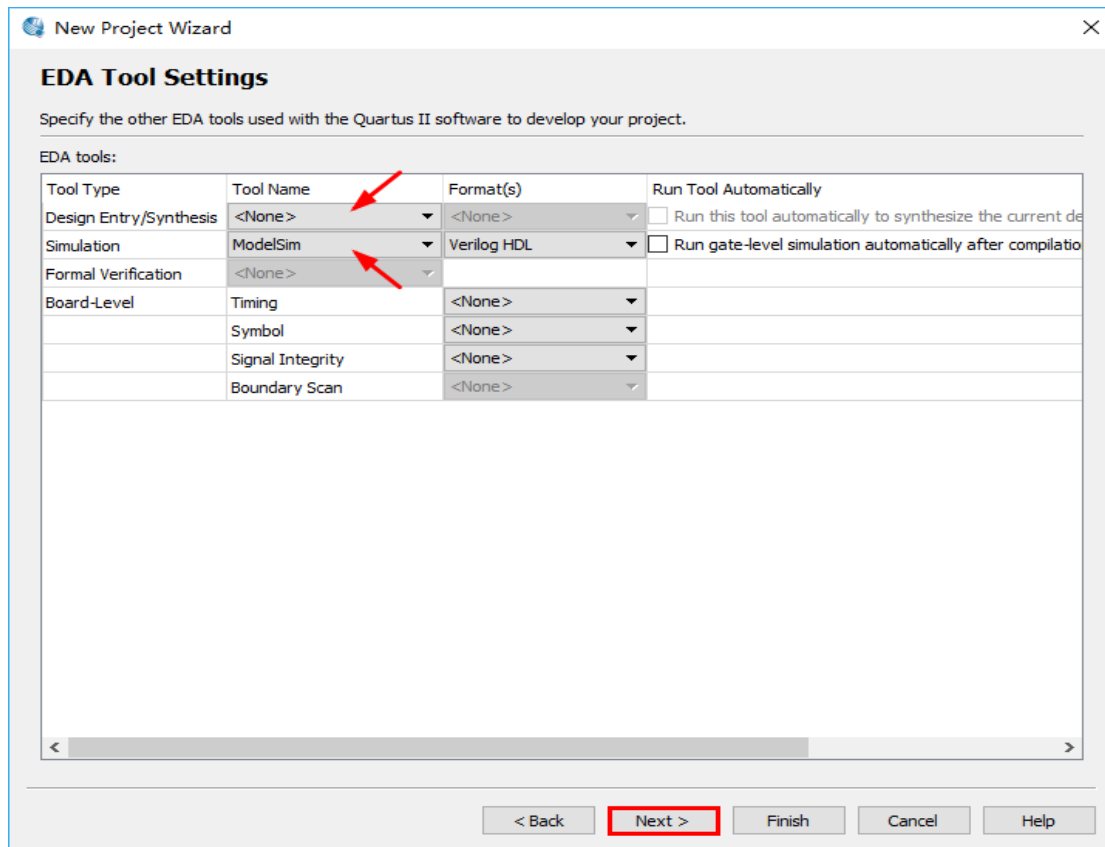 New Project Wizard
EDA Tool Settings
Specify the other EDA tools used with the Quartus II software to develop your project.
EDA tools:
Tool Type Tool Name Format(s) Run Tool Automatically
Design Entry/Synthesis <None> <None> Run this tool automatically to synthesize the current de
Simulation ModelSim Verilog HDL Run gate-level simulation automatically after compilatio
Formal Verification <None>
Board-Level Timing <None>
Symbol <None>
Signal Integrity <None>
Boundary Scan <None>
< Back Next > Finish Cancel Help